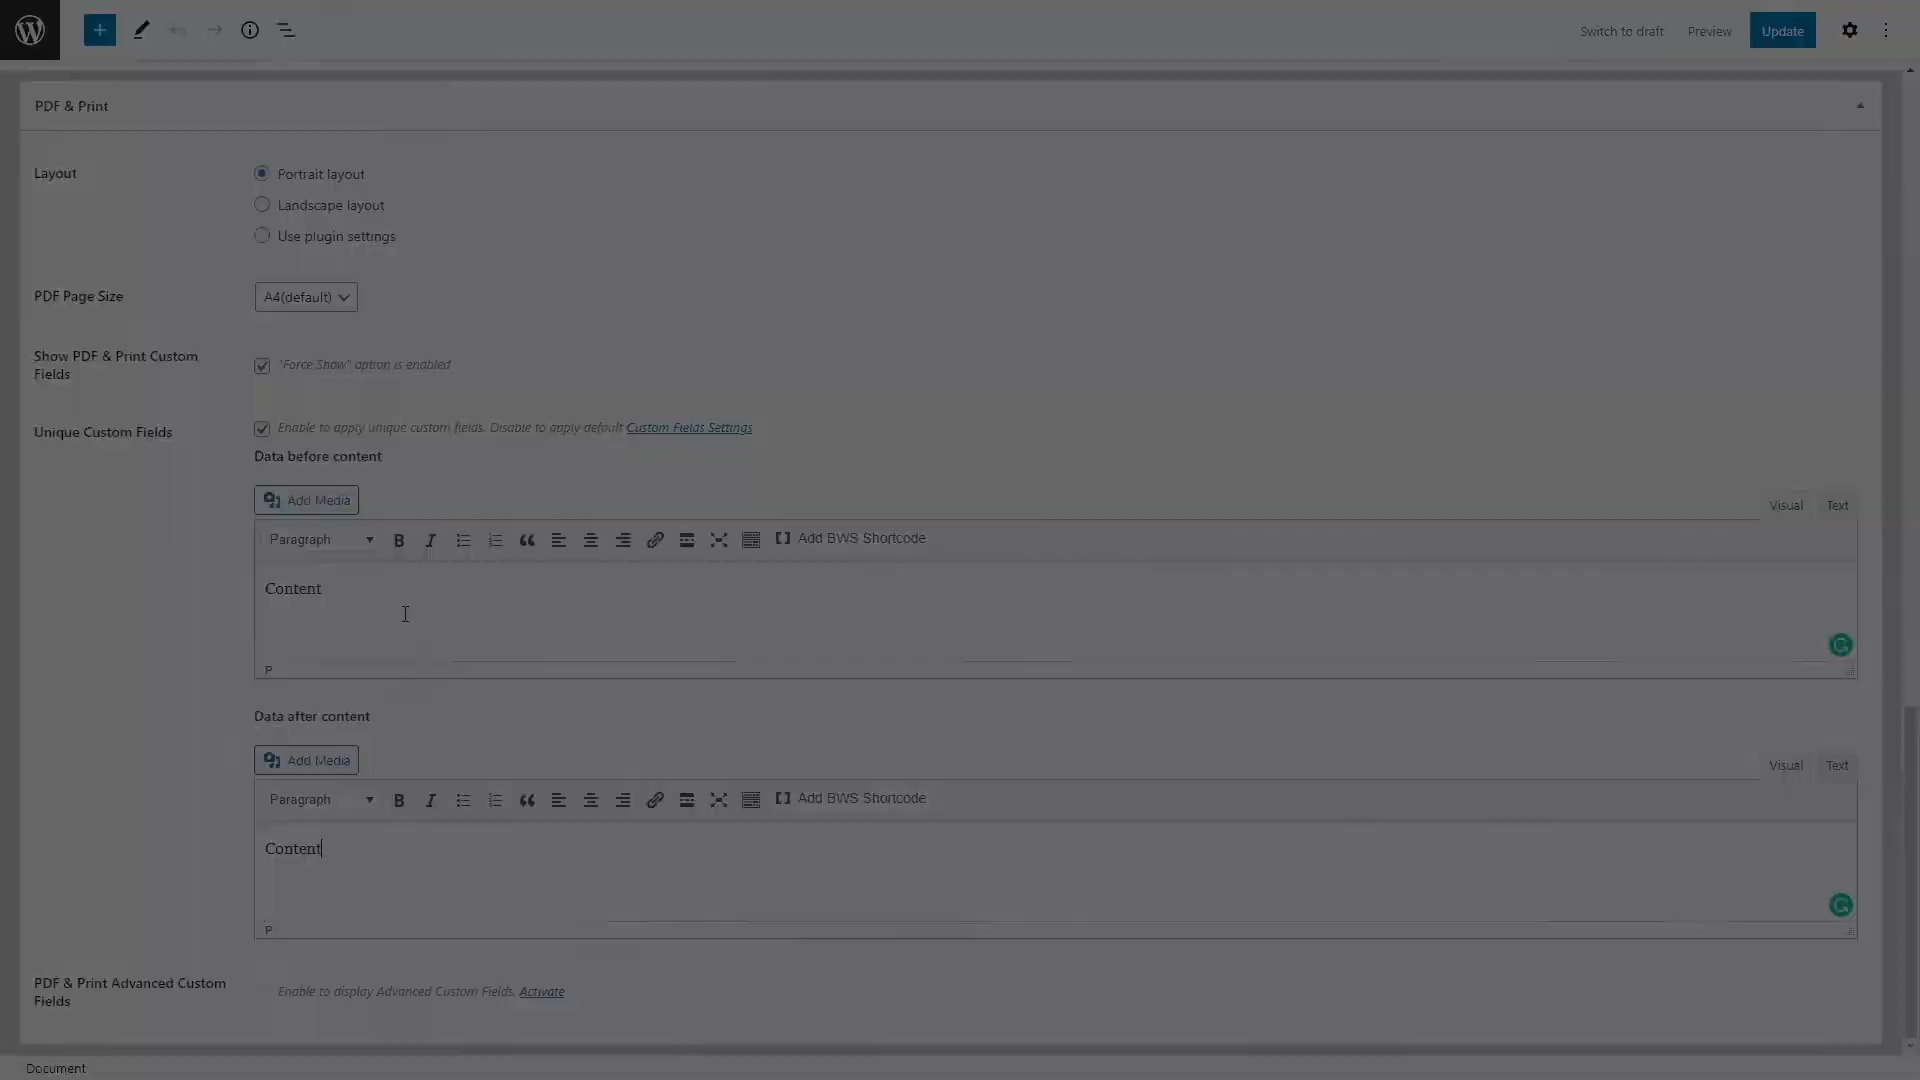 Switch to draft Preview Update
PDF & Print
Layout
Portrait layout
Landscape layout
Use plugin settings
PDF Page Size
A4(default)
Show PDF & Print Custom
Fields
"Force Show" option is enabled
Unique Custom Fields
Enable to apply unique custom fields. Disable to apply default Custom Fields Settings
Data before content
Add Media
Visual Text
Paragraph B I Add BWS Shortcode
Content
P
Data after content
Add Media
Visual Text
Paragraph B I Add BWS Shortcode
Content
P
PDF & Print Advanced Custom
Fields
Enable to display Advanced Custom Fields. Activate
Document